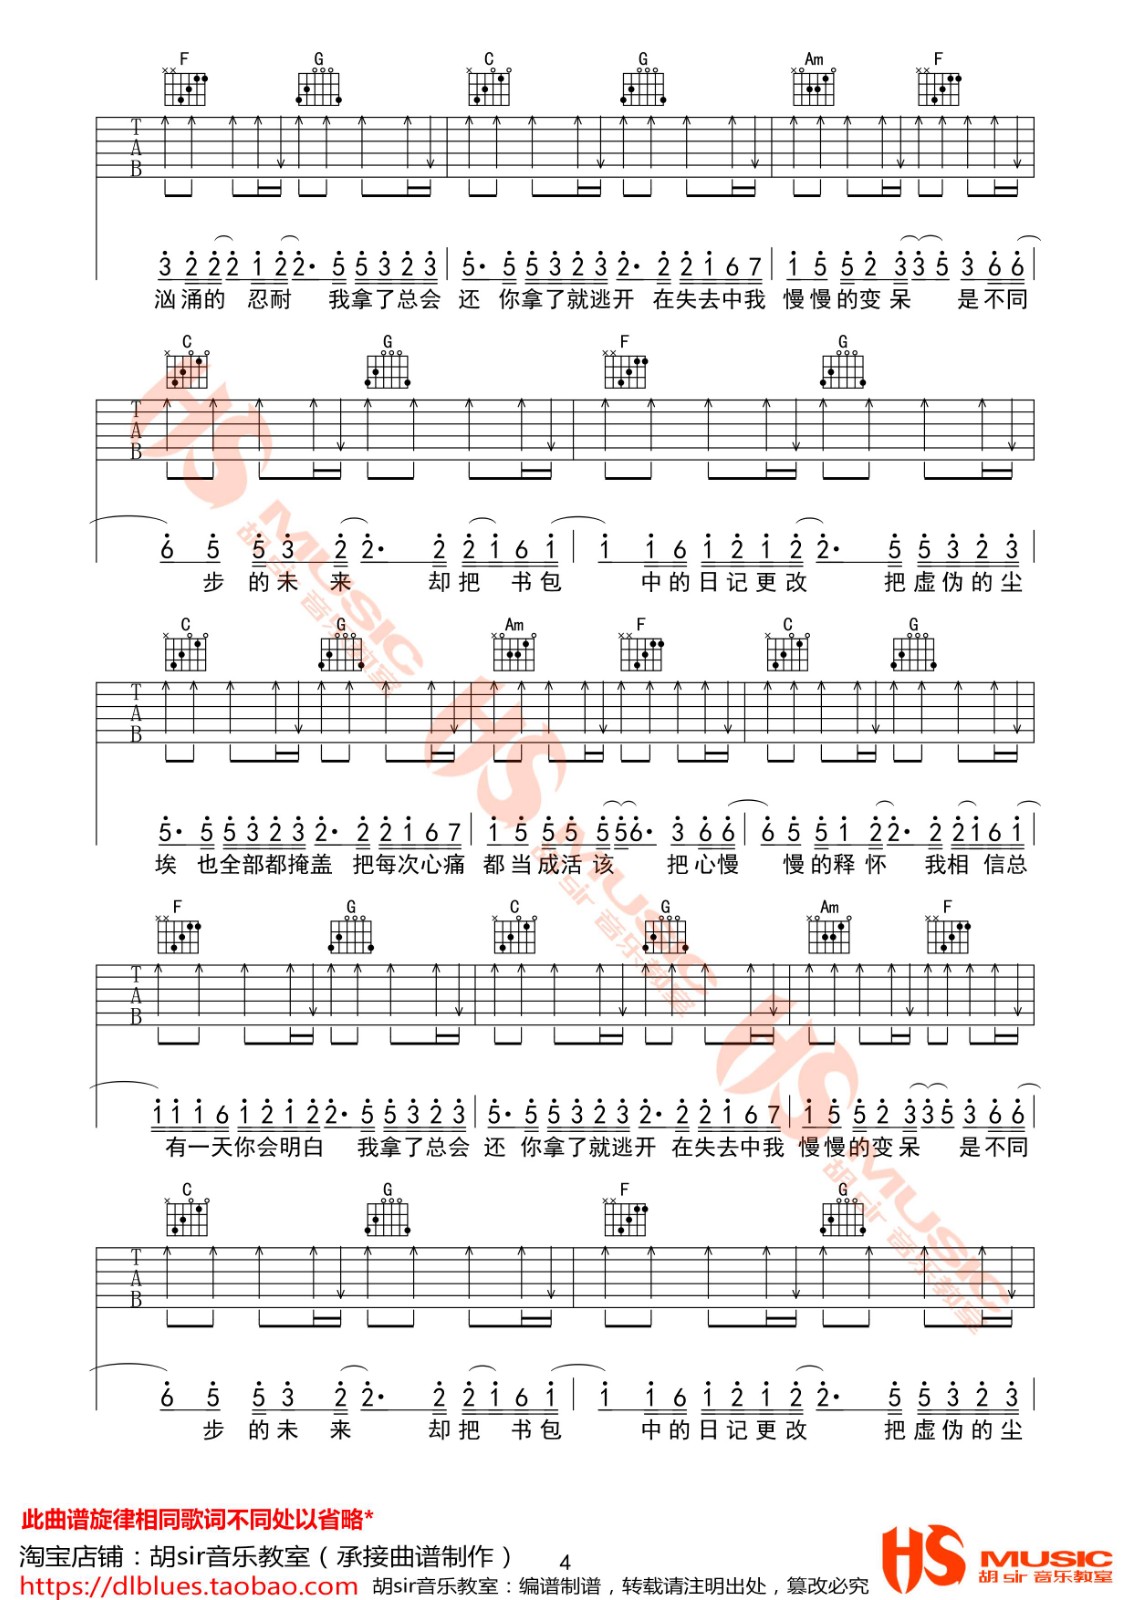 F G C G Am F
T A B
3 2 2 2 1 2 2· 5 5 3 2 3 5· 5 5 3 2 3 2· 2 2 1 6 7 1 5 5 2 3 3 5 3 6 6
汹涌的 忍耐 我拿了总会 还 你拿了就逃开 在失去中我 慢慢的变呆 是不同
C G F G
T A B
6 5 5 3 2 2· 2 2 1 6 1 1 1 6 1 2 1 2 2· 5 5 3 2 3
步 的未 来 却把 书包 中的日记更改 把虚伪的尘
C G Am F C G
T A B
5· 5 5 3 2 3 2· 2 2 1 6 7 1 5 5 5 5 5 6· 3 6 6 6 5 5 1 2 2· 2 2 1 6 1
埃 也全部都掩盖 把每次心痛 都当成活该 把心慢 慢的释怀 我相信总
F G C G Am F
T A B
1 1 1 6 1 2 1 2 2· 5 5 3 2 3 5· 5 5 3 2 3 2· 2 2 1 6 7 1 5 5 2 3 3 5 3 6 6
有一天你会明白 我拿了总会 还 你拿了就逃开 在失去中我 慢慢的变呆 是不同
C G F G
T A B
6 5 5 3 2 2· 2 2 1 6 1 1 1 6 1 2 1 2 2· 5 5 3 2 3
步 的未 来 却把 书包 中的日记更改 把虚伪的尘
HS MUSIC 胡 sir 音乐教室
HS MUSIC 胡 sir 音乐教室
HS MUSIC 胡 sir 音乐教室
此曲谱旋律相同歌词不同处以省略*
淘宝店铺：胡sir音乐教室（承接曲谱制作） 4
https://dlblues.taobao.com 胡sir音乐教室：编谱制谱，转载请注明出处，篡改必究
HS MUSIC
胡 sir 音乐教室